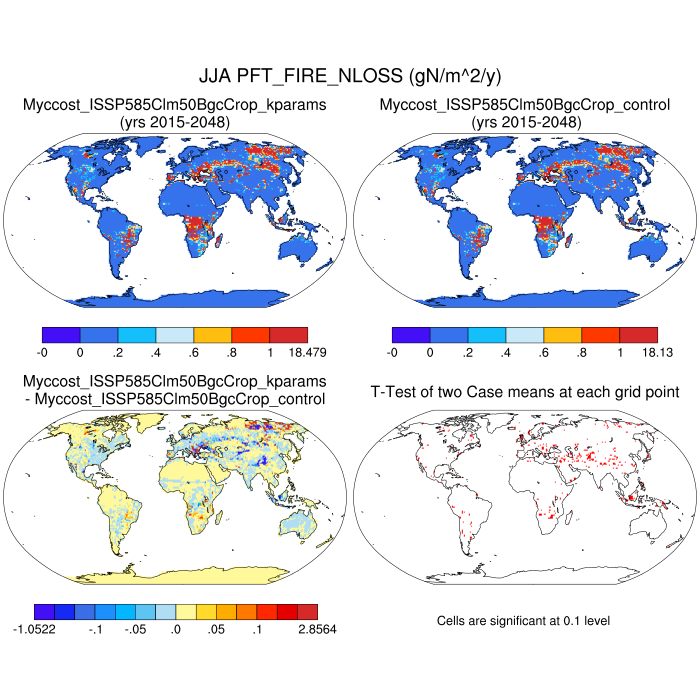 JJA PFT_FIRE_NLOSS (gN/m^2/y)
Myccost_ISSP585Clm50BgcCrop_kparams
(yrs 2015-2048)
Myccost_ISSP585Clm50BgcCrop_control
(yrs 2015-2048)
-0 0 .2 .4 .6 .8 1 18.479
-0 0 .2 .4 .6 .8 1 18.13
Myccost_ISSP585Clm50BgcCrop_kparams
- Myccost_ISSP585Clm50BgcCrop_control
T-Test of two Case means at each grid point
-1.0522 -.1 -.05 .0 .05 .1 2.8564
Cells are significant at 0.1 level